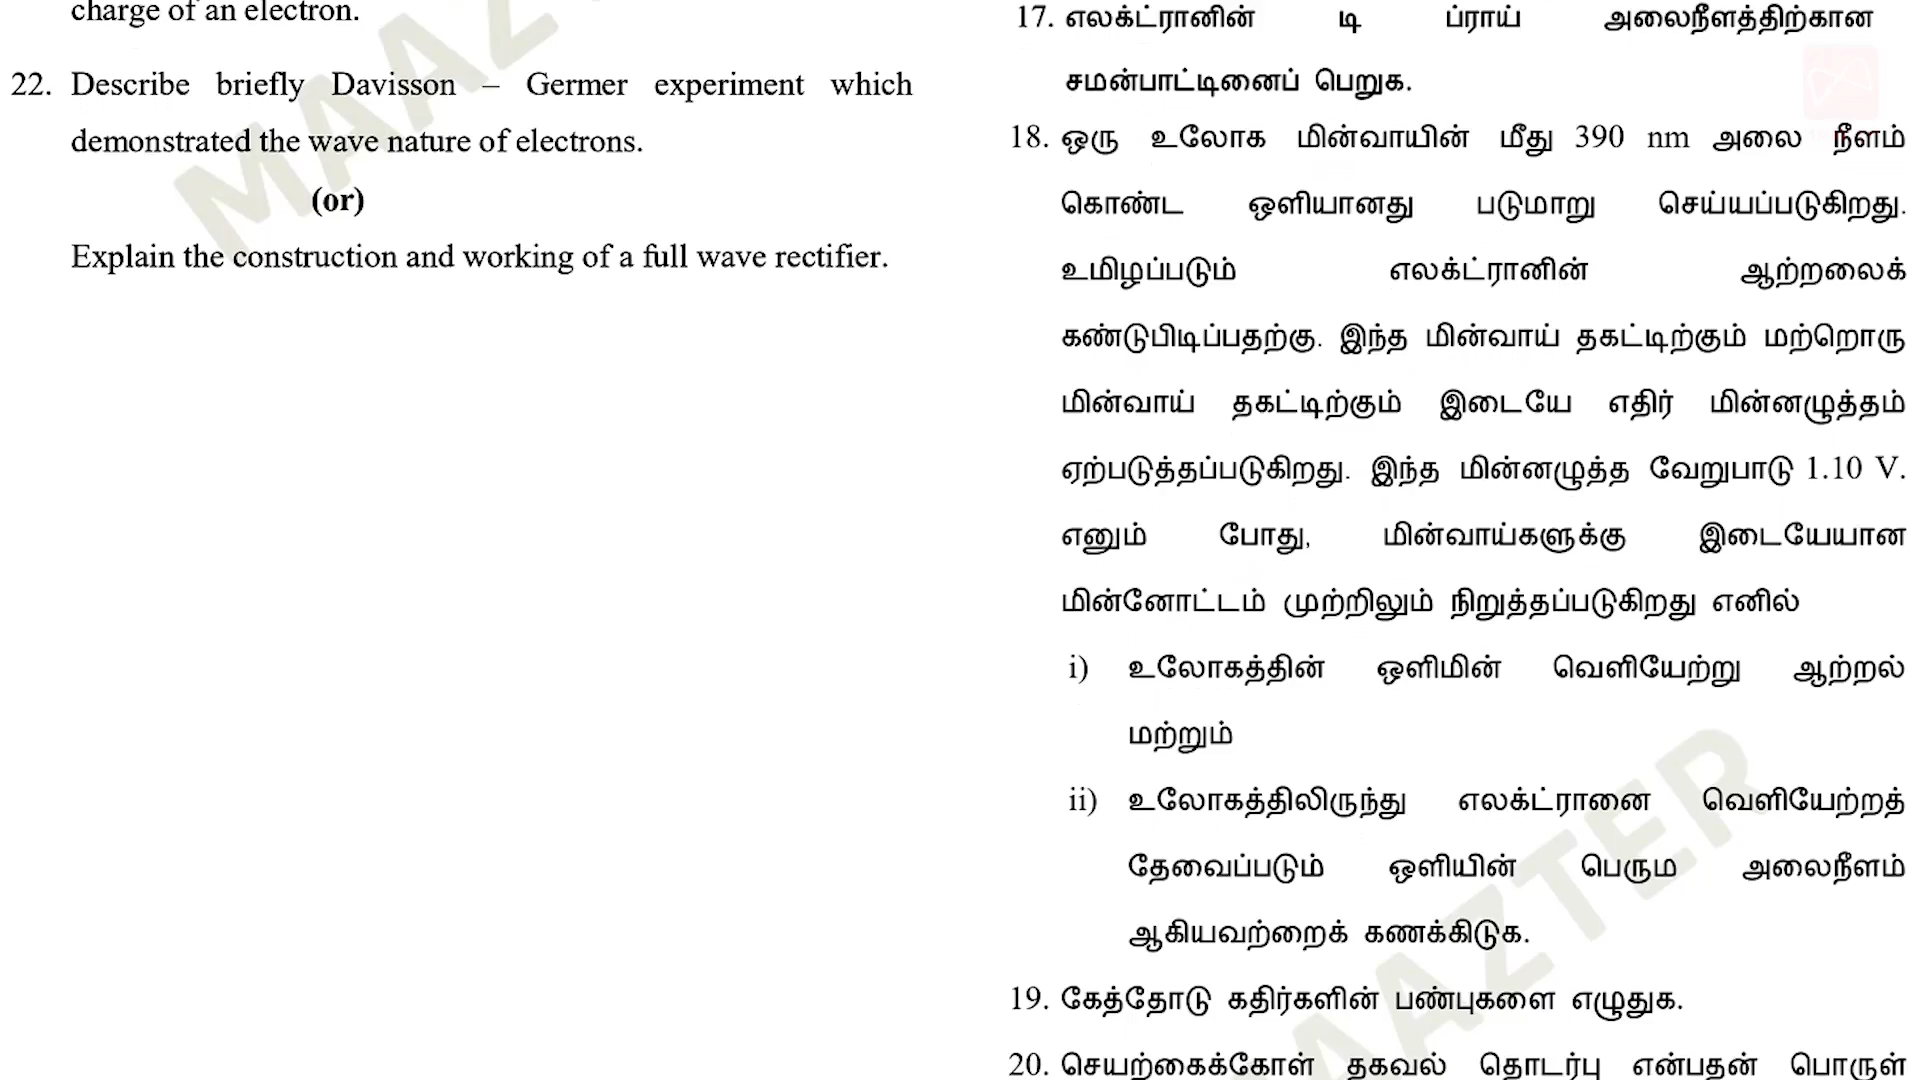 charge of an electron.
22. Describe briefly Davisson – Germer experiment which
demonstrated the wave nature of electrons.
(or)
Explain the construction and working of a full wave rectifier.
17. எலக்ட்ரானின் டி ப்ராய் அலைநீளத்திற்கான
சமன்பாட்டினைப் பெறுக.
18. ஒரு உலோக மின்வாயின் மீது 390 nm அலை நீளம்
கொண்ட ஒளியானது படுமாறு செய்யப்படுகிறது.
உமிழப்படும் எலக்ட்ரானின் ஆற்றலைக்
கண்டுபிடிப்பதற்கு. இந்த மின்வாய் தகட்டிற்கும் மற்றொரு
மின்வாய் தகட்டிற்கும் இடையே எதிர் மின்னழுத்தம்
ஏற்படுத்தப்படுகிறது. இந்த மின்னழுத்த வேறுபாடு 1.10 V.
எனும் போது, மின்வாய்களுக்கு இடையேயான
மின்னோட்டம் முற்றிலும் நிறுத்தப்படுகிறது எனில்
i) உலோகத்தின் ஒளிமின் வெளியேற்று ஆற்றல்
மற்றும்
ii) உலோகத்திலிருந்து எலக்ட்ரானை வெளியேற்றத்
தேவைப்படும் ஒளியின் பெரும அலைநீளம்
ஆகியவற்றைக் கணக்கிடுக.
19. கேத்தோடு கதிர்களின் பண்புகளை எழுதுக.
20. செயற்கைக்கோள் தகவல் தொடர்பு என்பதன் பொருள்
MAAZ
AAZTER